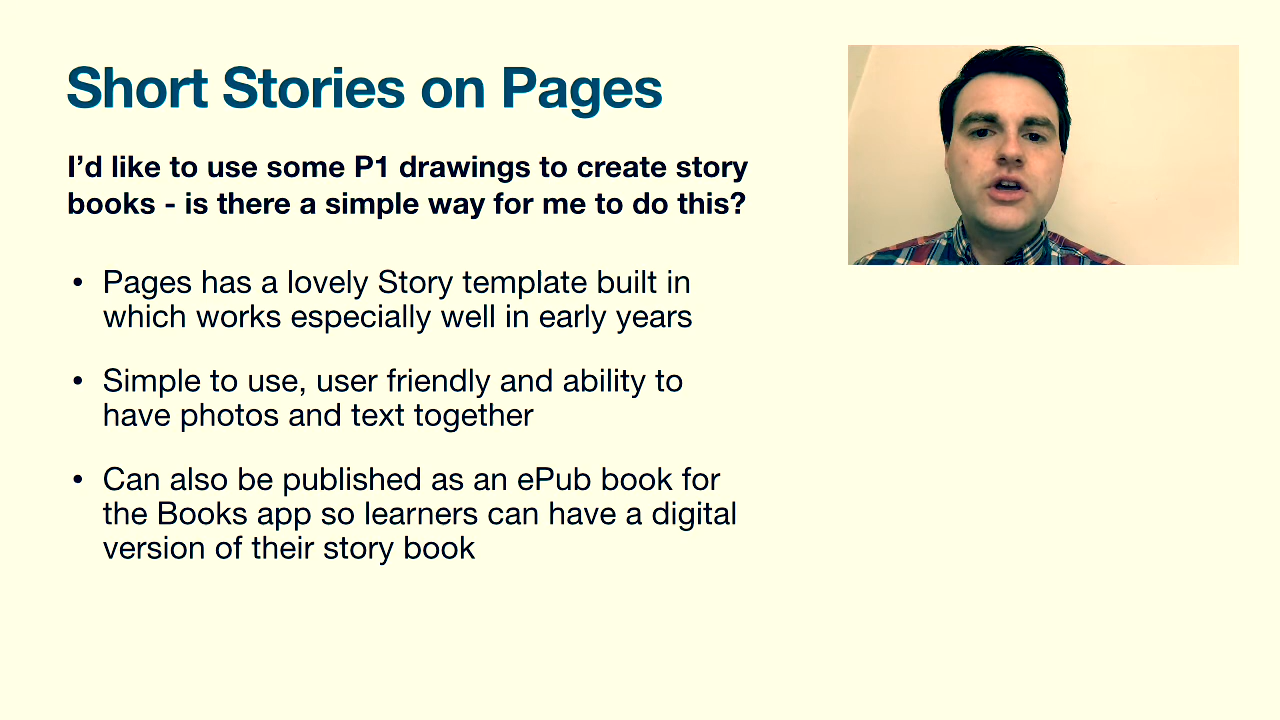 Short Stories on Pages
I’d like to use some P1 drawings to create story
books - is there a simple way for me to do this?
• Pages has a lovely Story template built in
which works especially well in early years
• Simple to use, user friendly and ability to
have photos and text together
• Can also be published as an ePub book for
the Books app so learners can have a digital
version of their story book